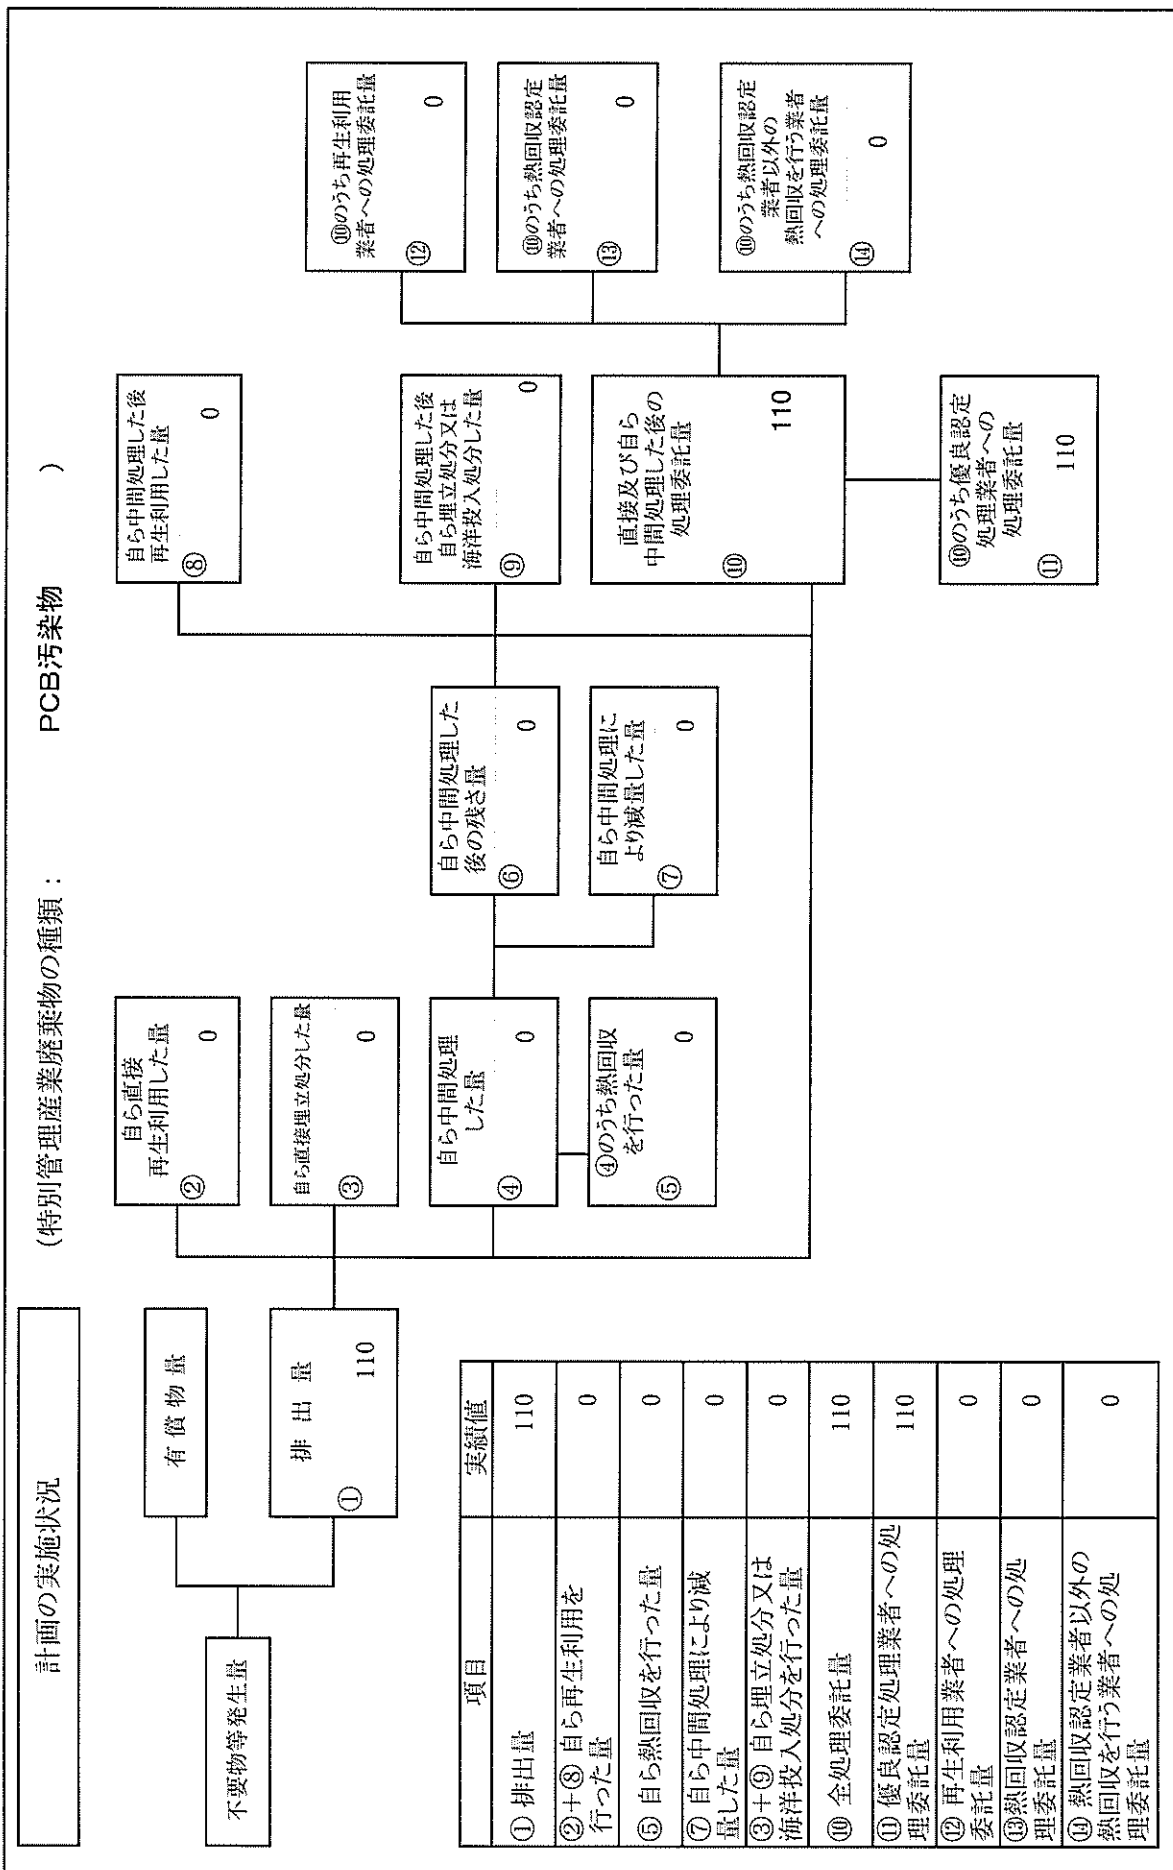 計画の実施状況
(特別管理産業廃棄物の種類： PCB汚染物 )
不要物等発生量
有 償 物 量
排 出 量
① 110
自ら直接
再生利用した量
② 0
自ら直接埋立処分した量
③ 0
自ら中間処理
した量
④ 0
④のうち熱回収
を行った量
⑤ 0
自ら中間処理した
後の残さ量
⑥ 0
自ら中間処理に
より減量した量
⑦ 0
自ら中間処理した後
再生利用した量
⑧ 0
自ら中間処理した後
自ら埋立処分又は
海洋投入処分した量
⑨ 0
直接及び自ら
中間処理した後の
処理委託量
⑩ 110
⑩のうち優良認定
処理業者への
処理委託量
⑪ 110
⑩のうち再生利用
業者への処理委託量
⑫ 0
⑩のうち熱回収認定
業者への処理委託量
⑬ 0
⑩のうち熱回収認定
業者以外の
熱回収を行う業者
への処理委託量
⑭ 0
項目 実績値
①排出量 110
②＋⑧ 自ら再生利用を
行った量 0
⑤ 自ら熱回収を行った量 0
⑦ 自ら中間処理により減
量した量 0
③＋⑨ 自ら埋立処分又は
海洋投入処分を行った量 0
⑩ 全処理委託量 110
⑪ 優良認定処理業者への処
理委託量 110
⑫ 再生利用業者への処理
委託量 0
⑬熱回収認定業者への処
理委託量 0
⑭ 熱回収認定業者以外の
熱回収を行う業者への処
理委託量 0